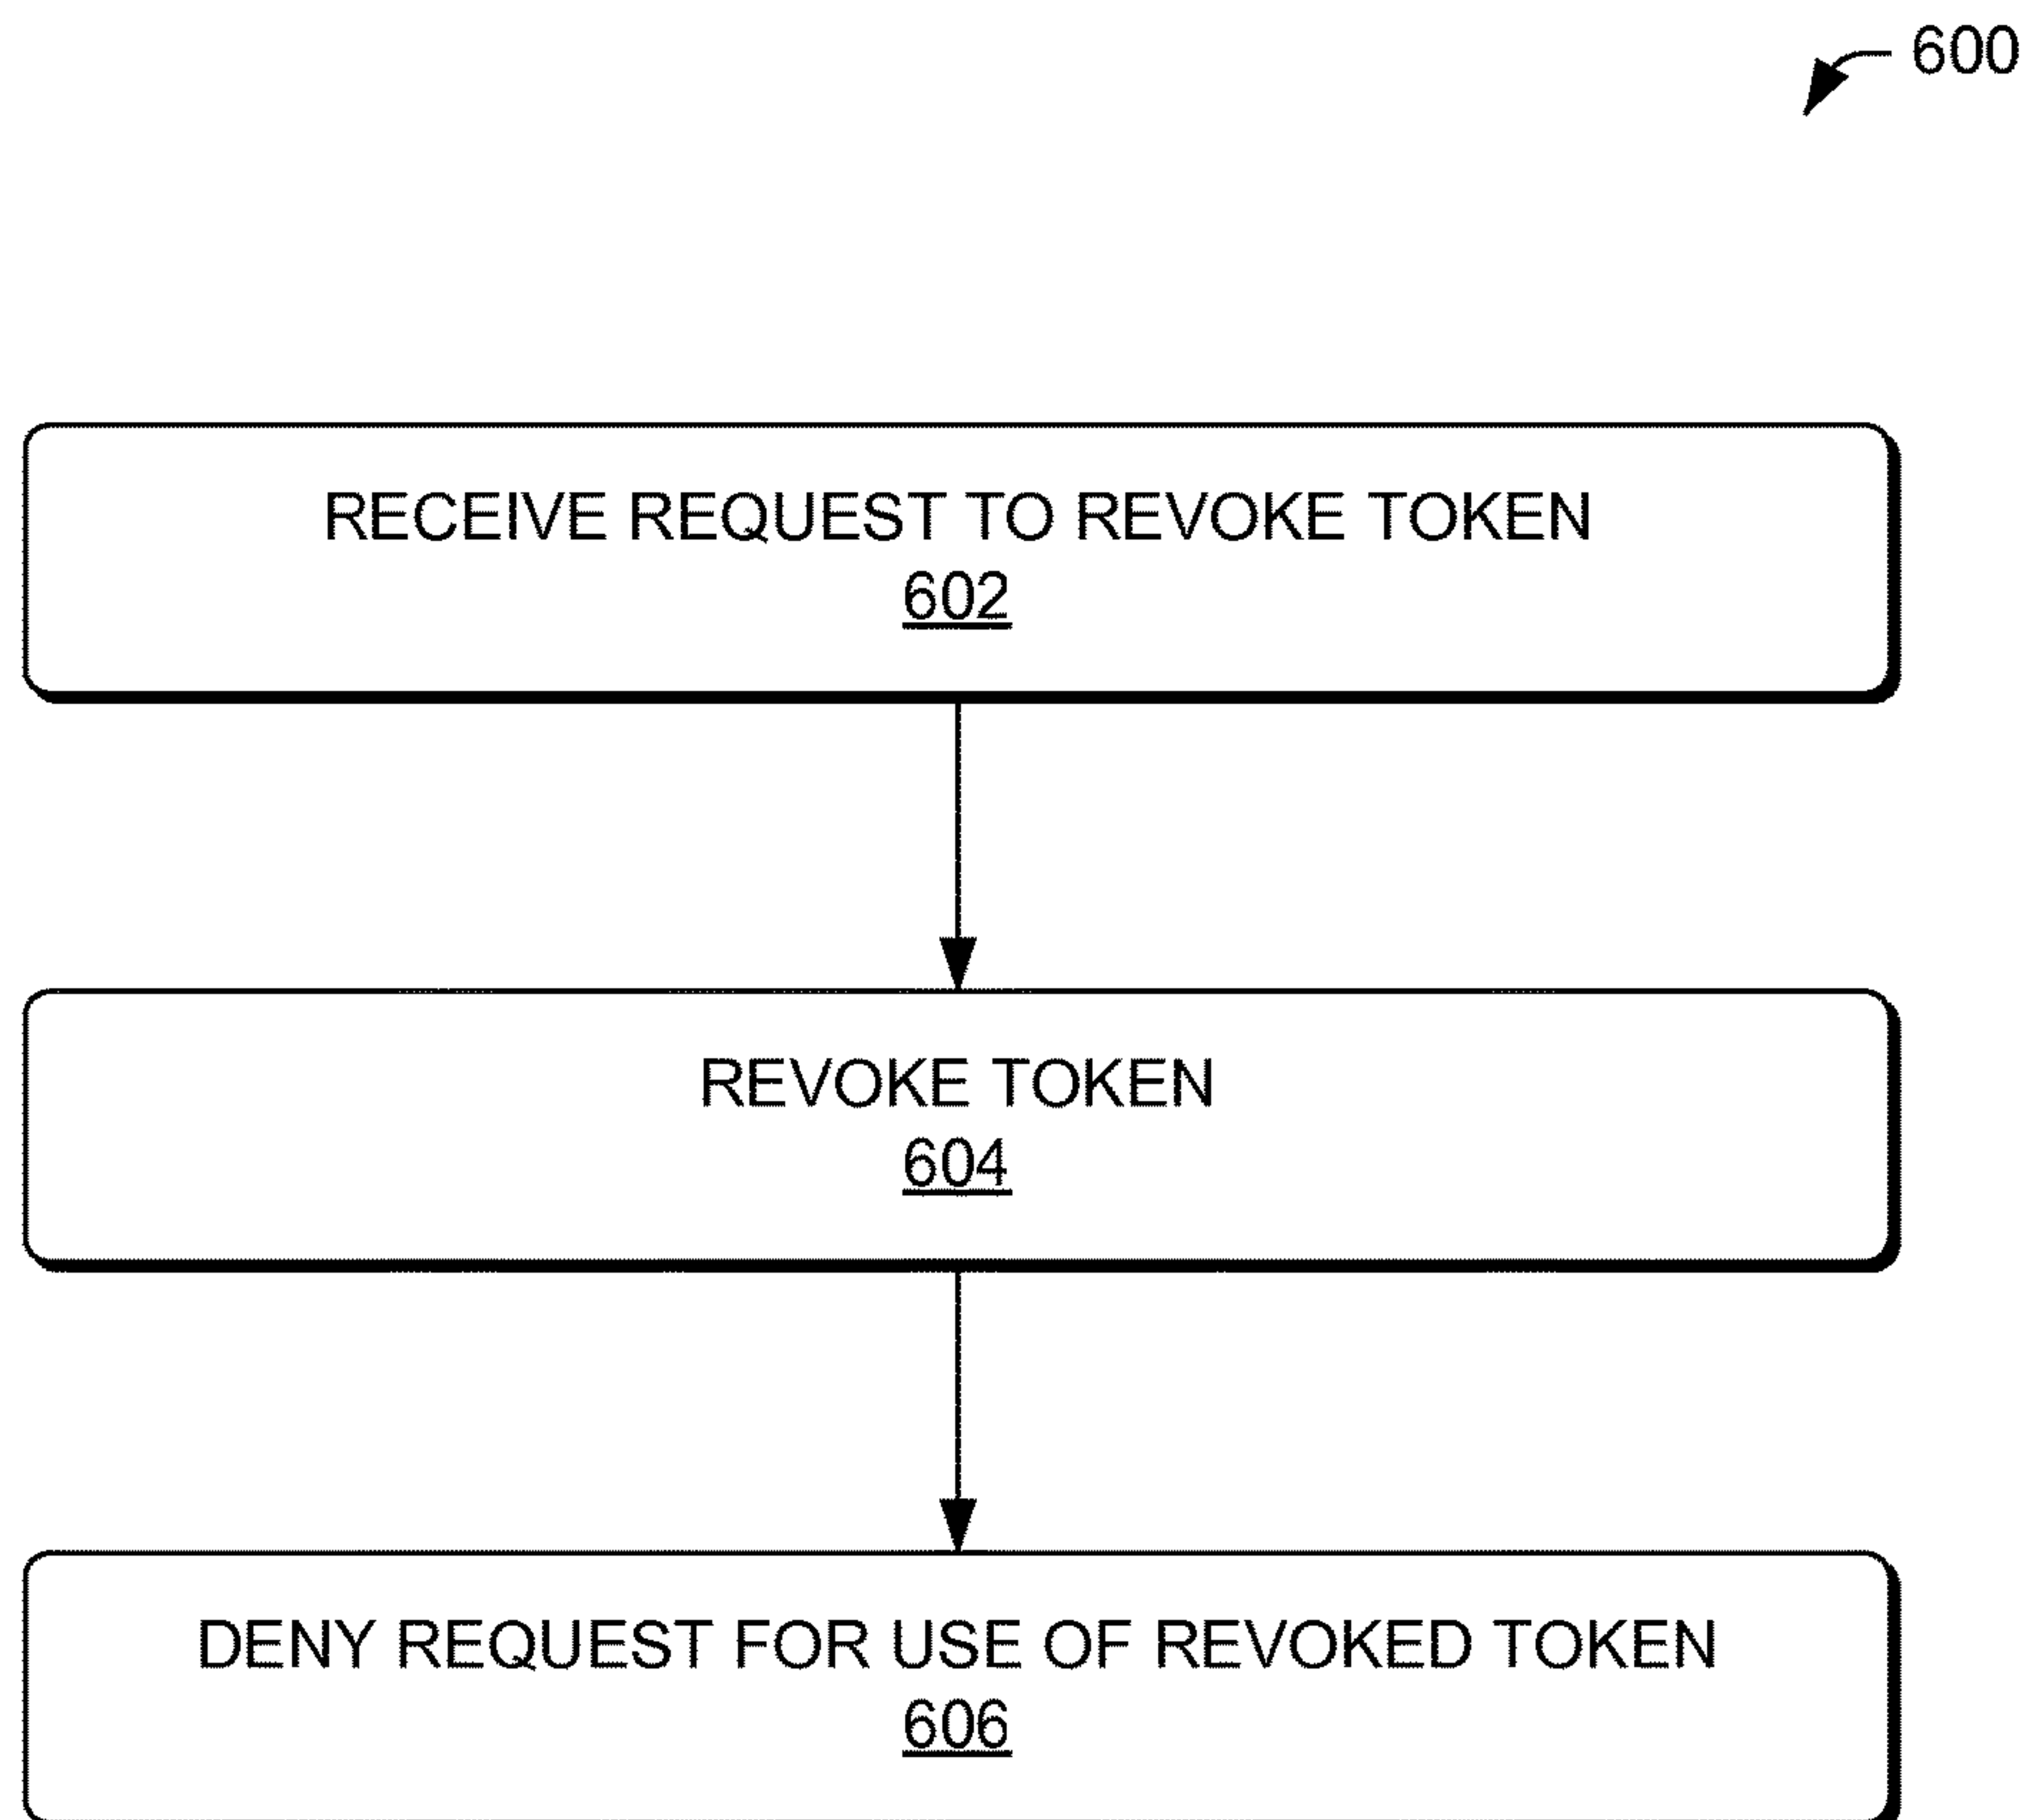 600
RECEIVE REQUEST TO REVOKE TOKEN
602
REVOKE TOKEN
604
DENY REQUEST FOR USE OF REVOKED TOKEN
606